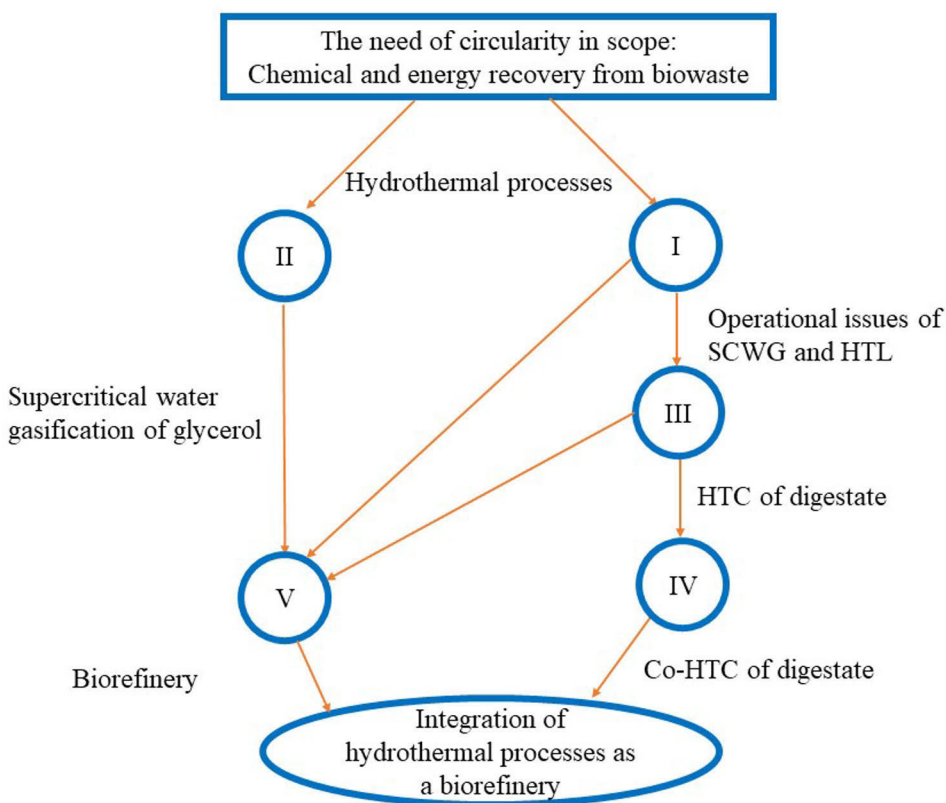 The need of circularity in scope:
Chemical and energy recovery from biowaste
Hydrothermal processes
II
I
Operational issues of
SCWG and HTL
Supercritical water
gasification of glycerol
III
HTC of digestate
V
IV
Biorefinery
Co-HTC of digestate
Integration of
hydrothermal processes as
a biorefinery